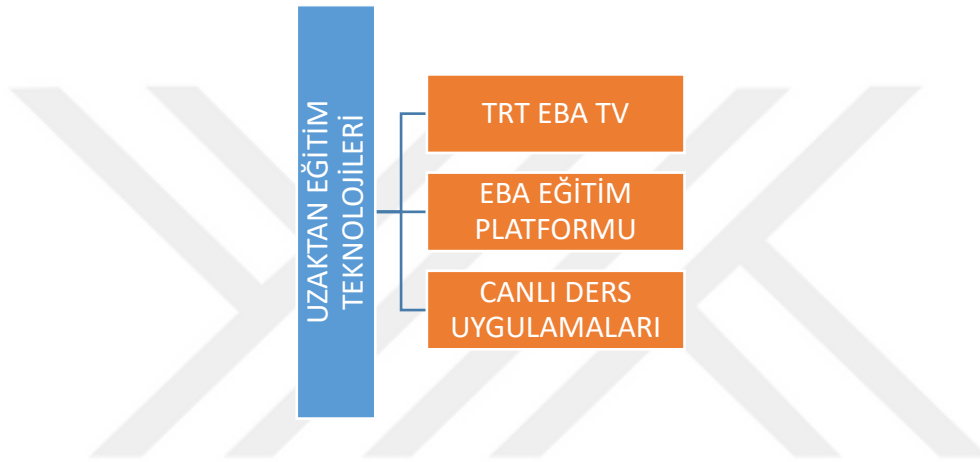 UZAKTAN EĞİTİM
TEKNOLOJİLERİ
TRT EBA TV
EBA EĞİTİM
PLATFORMU
CANLI DERS
UYGULAMALARI